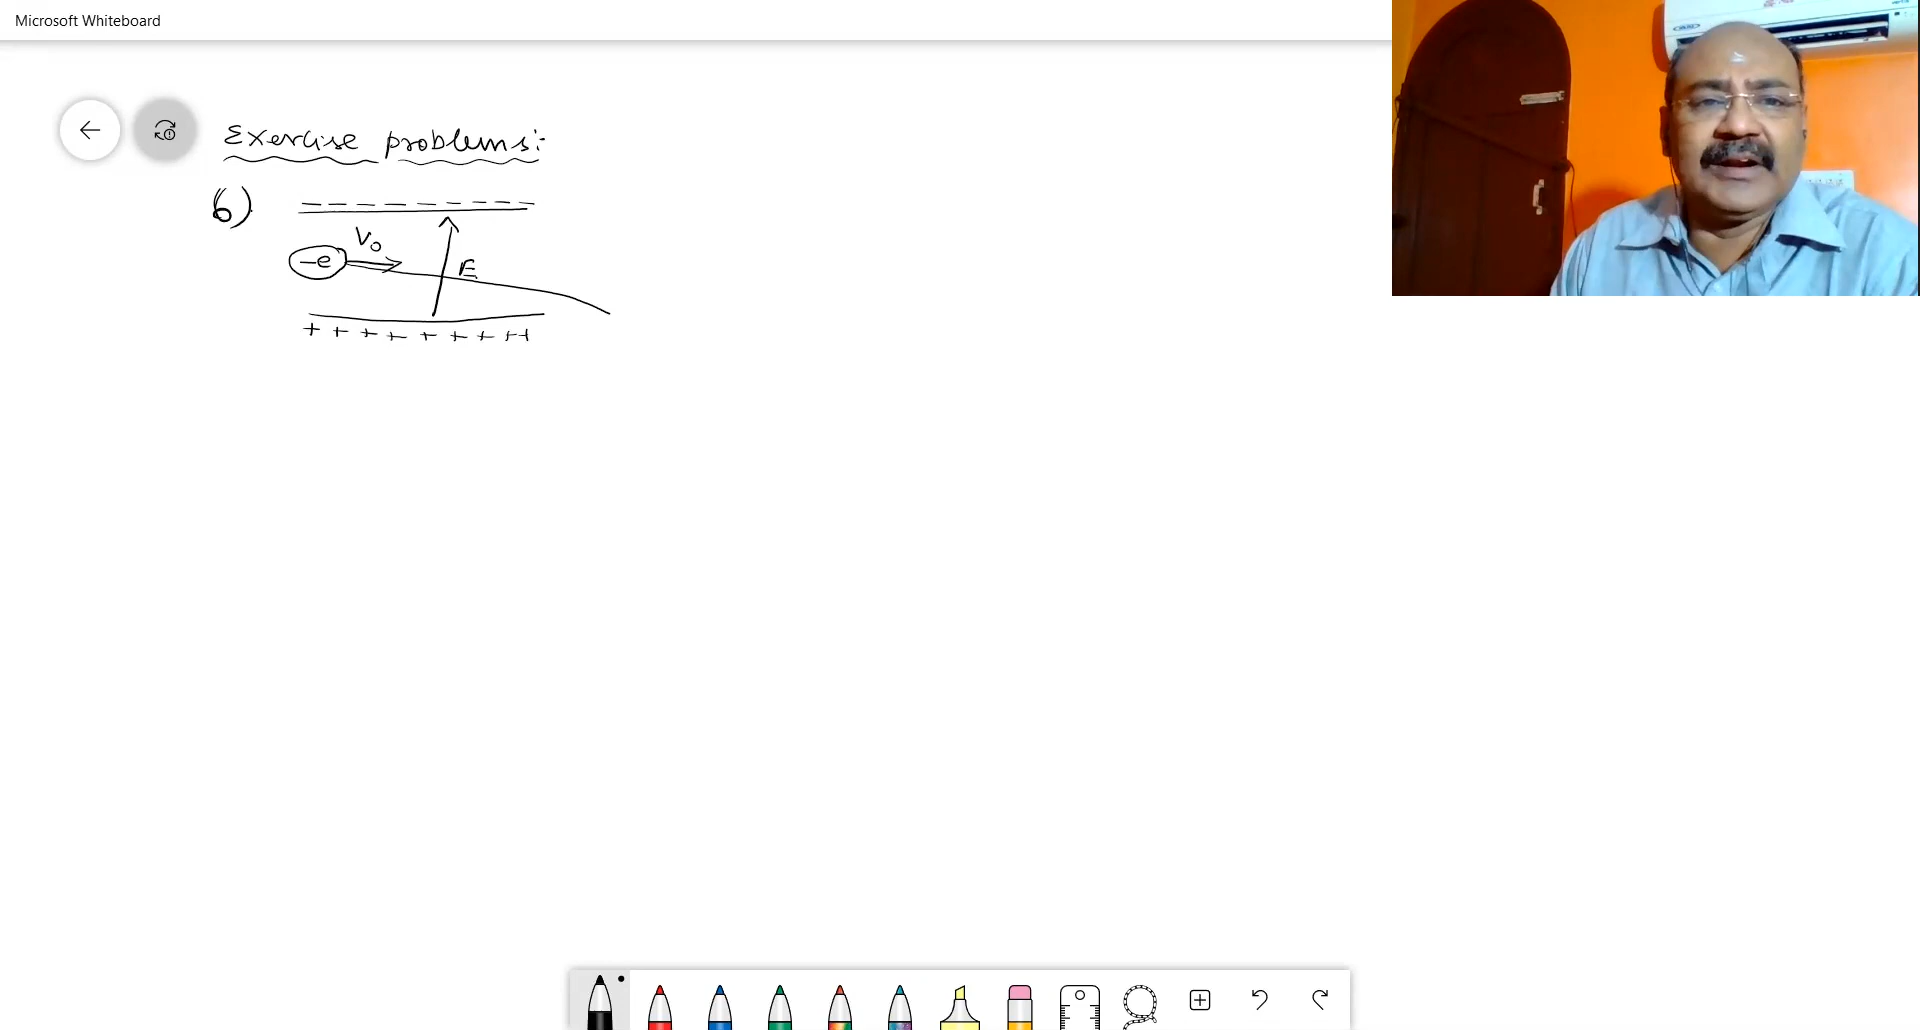 Microsoft Whiteboard
Exercise problems:-
6)
- - - - - - - - -
V₀
-e
E
+ + + + + + + + +